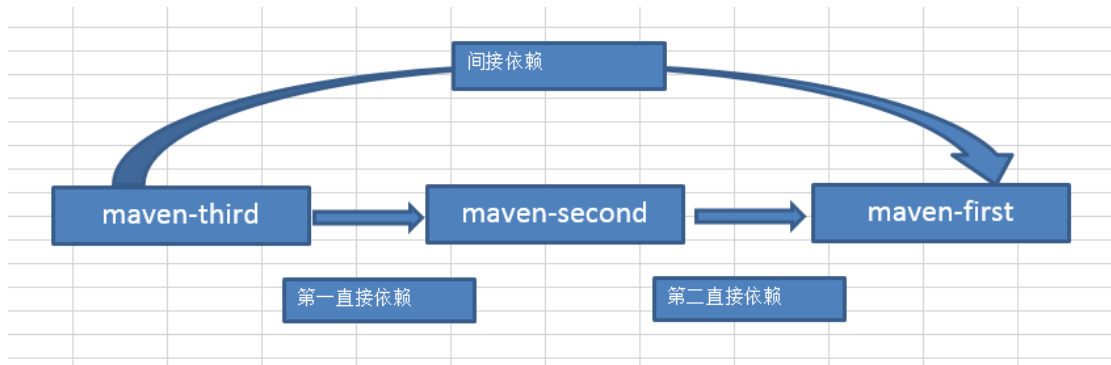 间接依赖
maven-third
maven-second
maven-first
第一直接依赖
第二直接依赖